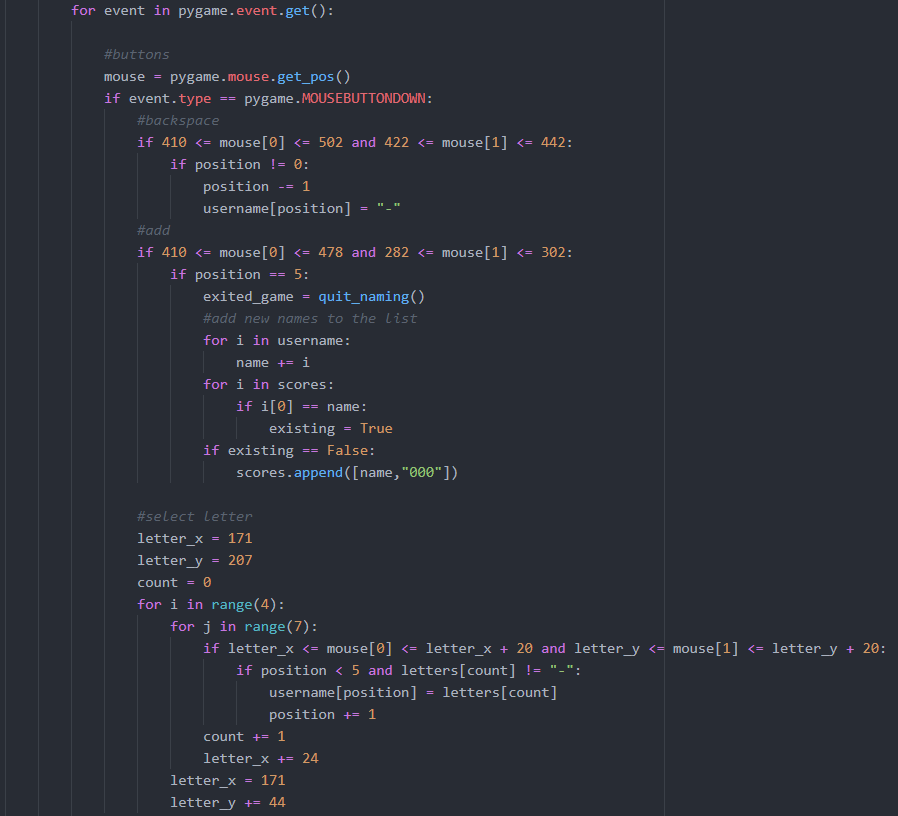 for event in pygame.event.get():
#buttons
mouse = pygame.mouse.get_pos()
if event.type == pygame.MOUSEBUTTONDOWN:
#backspace
if 410 <= mouse[0] <= 502 and 422 <= mouse[1] <= 442:
if position != 0:
position -= 1
username[position] = "-"
#add
if 410 <= mouse[0] <= 478 and 282 <= mouse[1] <= 302:
if position == 5:
exited_game = quit_naming()
#add new names to the list
for i in username:
name += i
for i in scores:
if i[0] == name:
existing = True
if existing == False:
scores.append([name,"000"])
#select letter
letter_x = 171
letter_y = 207
count = 0
for i in range(4):
for j in range(7):
if letter_x <= mouse[0] <= letter_x + 20 and letter_y <= mouse[1] <= letter_y + 20:
if position < 5 and letters[count] != "-":
username[position] = letters[count]
position += 1
count += 1
letter_x += 24
letter_x = 171
letter_y += 44